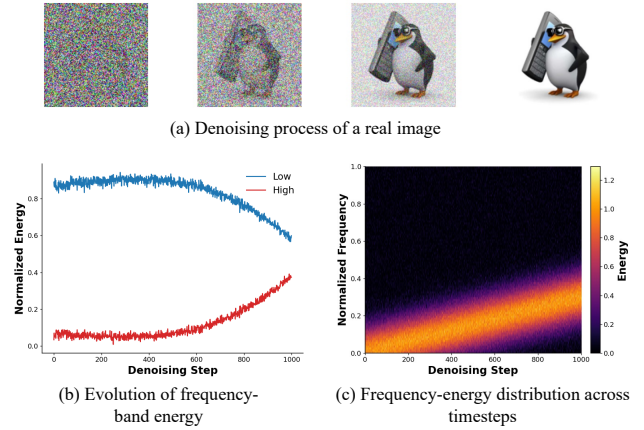 (a) Denoising process of a real image
Low
High
Normalized Energy
0.8
0.6
0.4
0.2
0.0
0
200
400
600
800
1000
Denoising Step
(b) Evolution of frequency-
band energy
Normalized Frequency
1.0
0.8
0.6
0.4
0.2
0.0
0
200
400
600
800
1000
Denoising Step
1.2
1.0
0.8
0.6
0.4
0.2
0.0
Energy
(c) Frequency-energy distribution across
timesteps